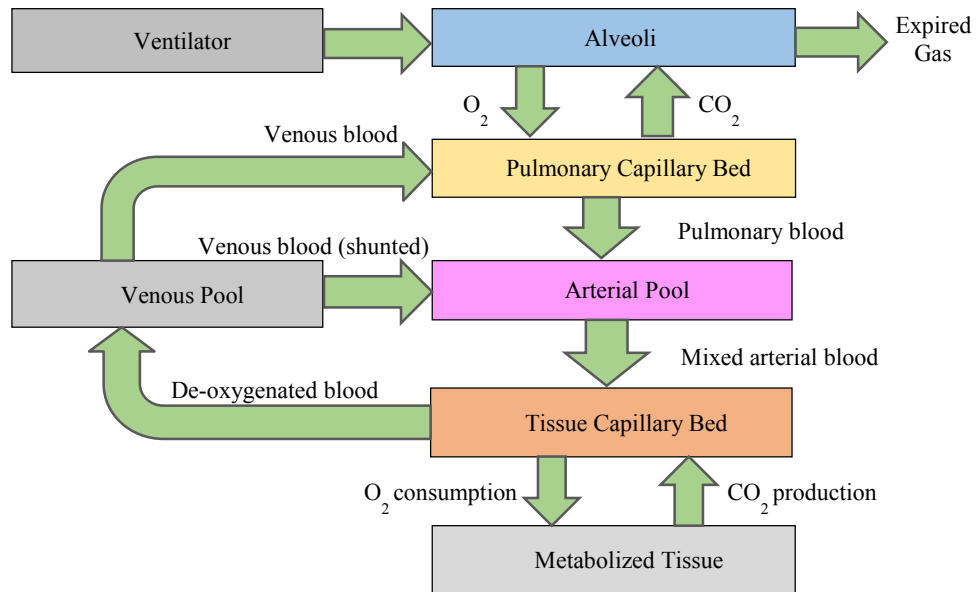 Ventilator
Alveoli
Expired
Gas
O2
CO2
Venous blood
Pulmonary Capillary Bed
Pulmonary blood
Venous blood (shunted)
Venous Pool
Arterial Pool
Mixed arterial blood
De-oxygenated blood
Tissue Capillary Bed
O2 consumption
CO2 production
Metabolized Tissue